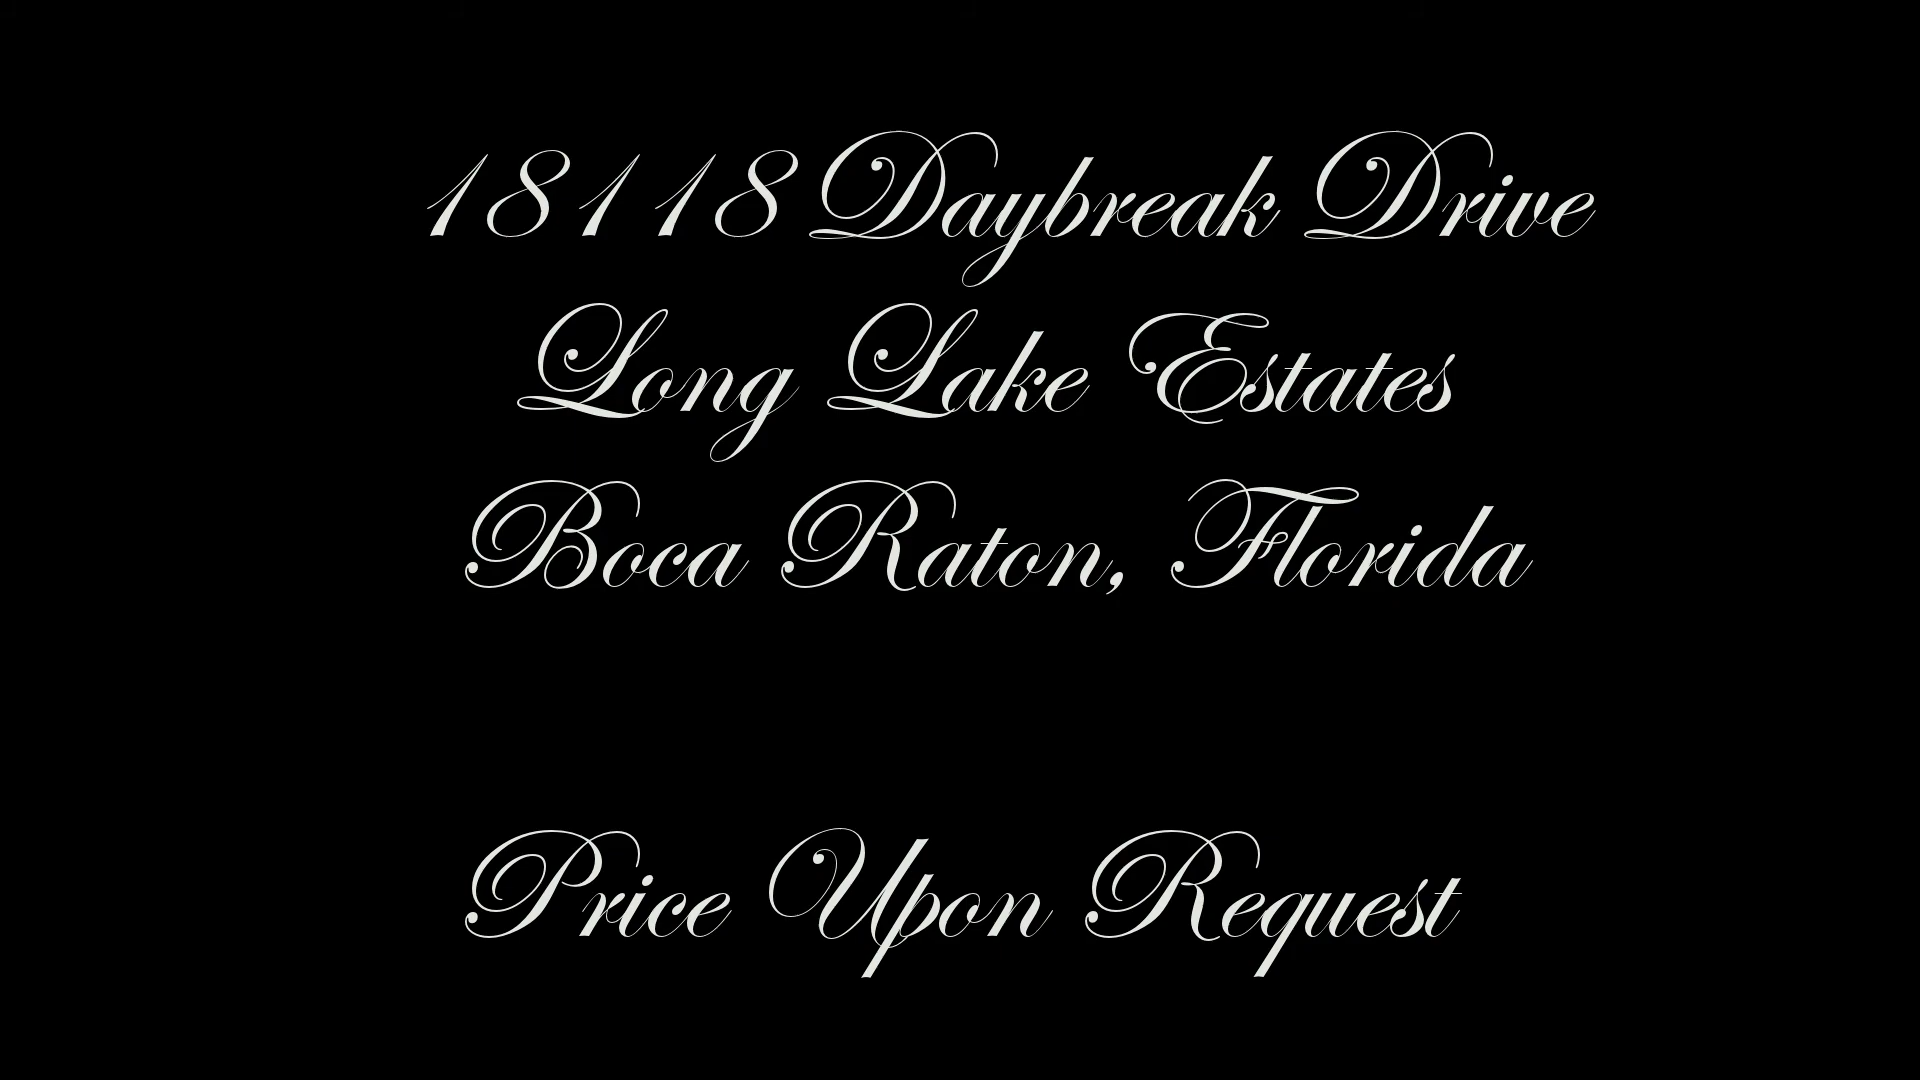 18118 Daybreak Drive
Long Lake Estates
Boca Raton, Florida
Price Upon Request